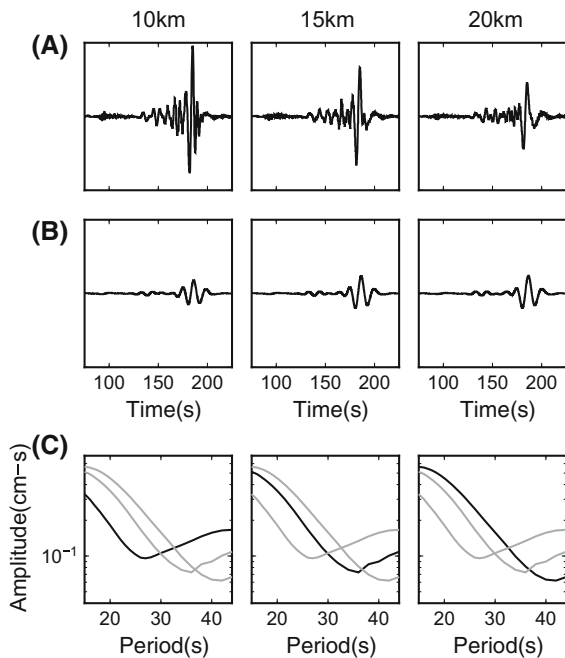 10km 15km 20km
(A)
(B)
100 150 200 100 150 200 100 150 200
Time(s) Time(s) Time(s)
(C)
Amplitude(cm−s)
10−1
20 30 40 20 30 40 20 30 40
Period(s) Period(s) Period(s)